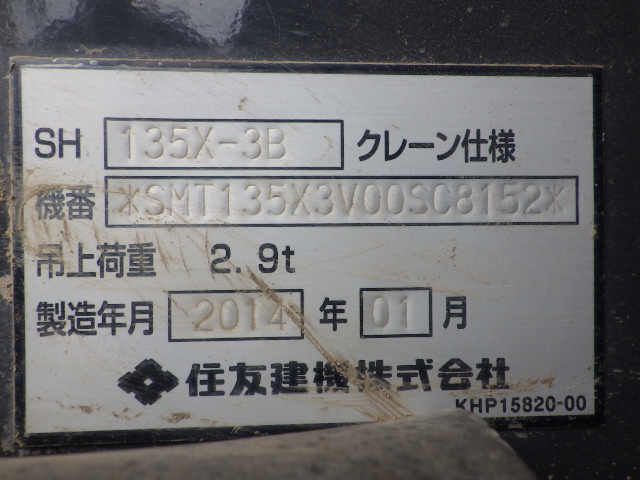 SH 135X-3B クレーン仕様
機番 *SMT135X3V00SC8152*
吊上荷重 2.9t
製造年月 2014 年 01 月
住友建機株式会社
KHP15820-00